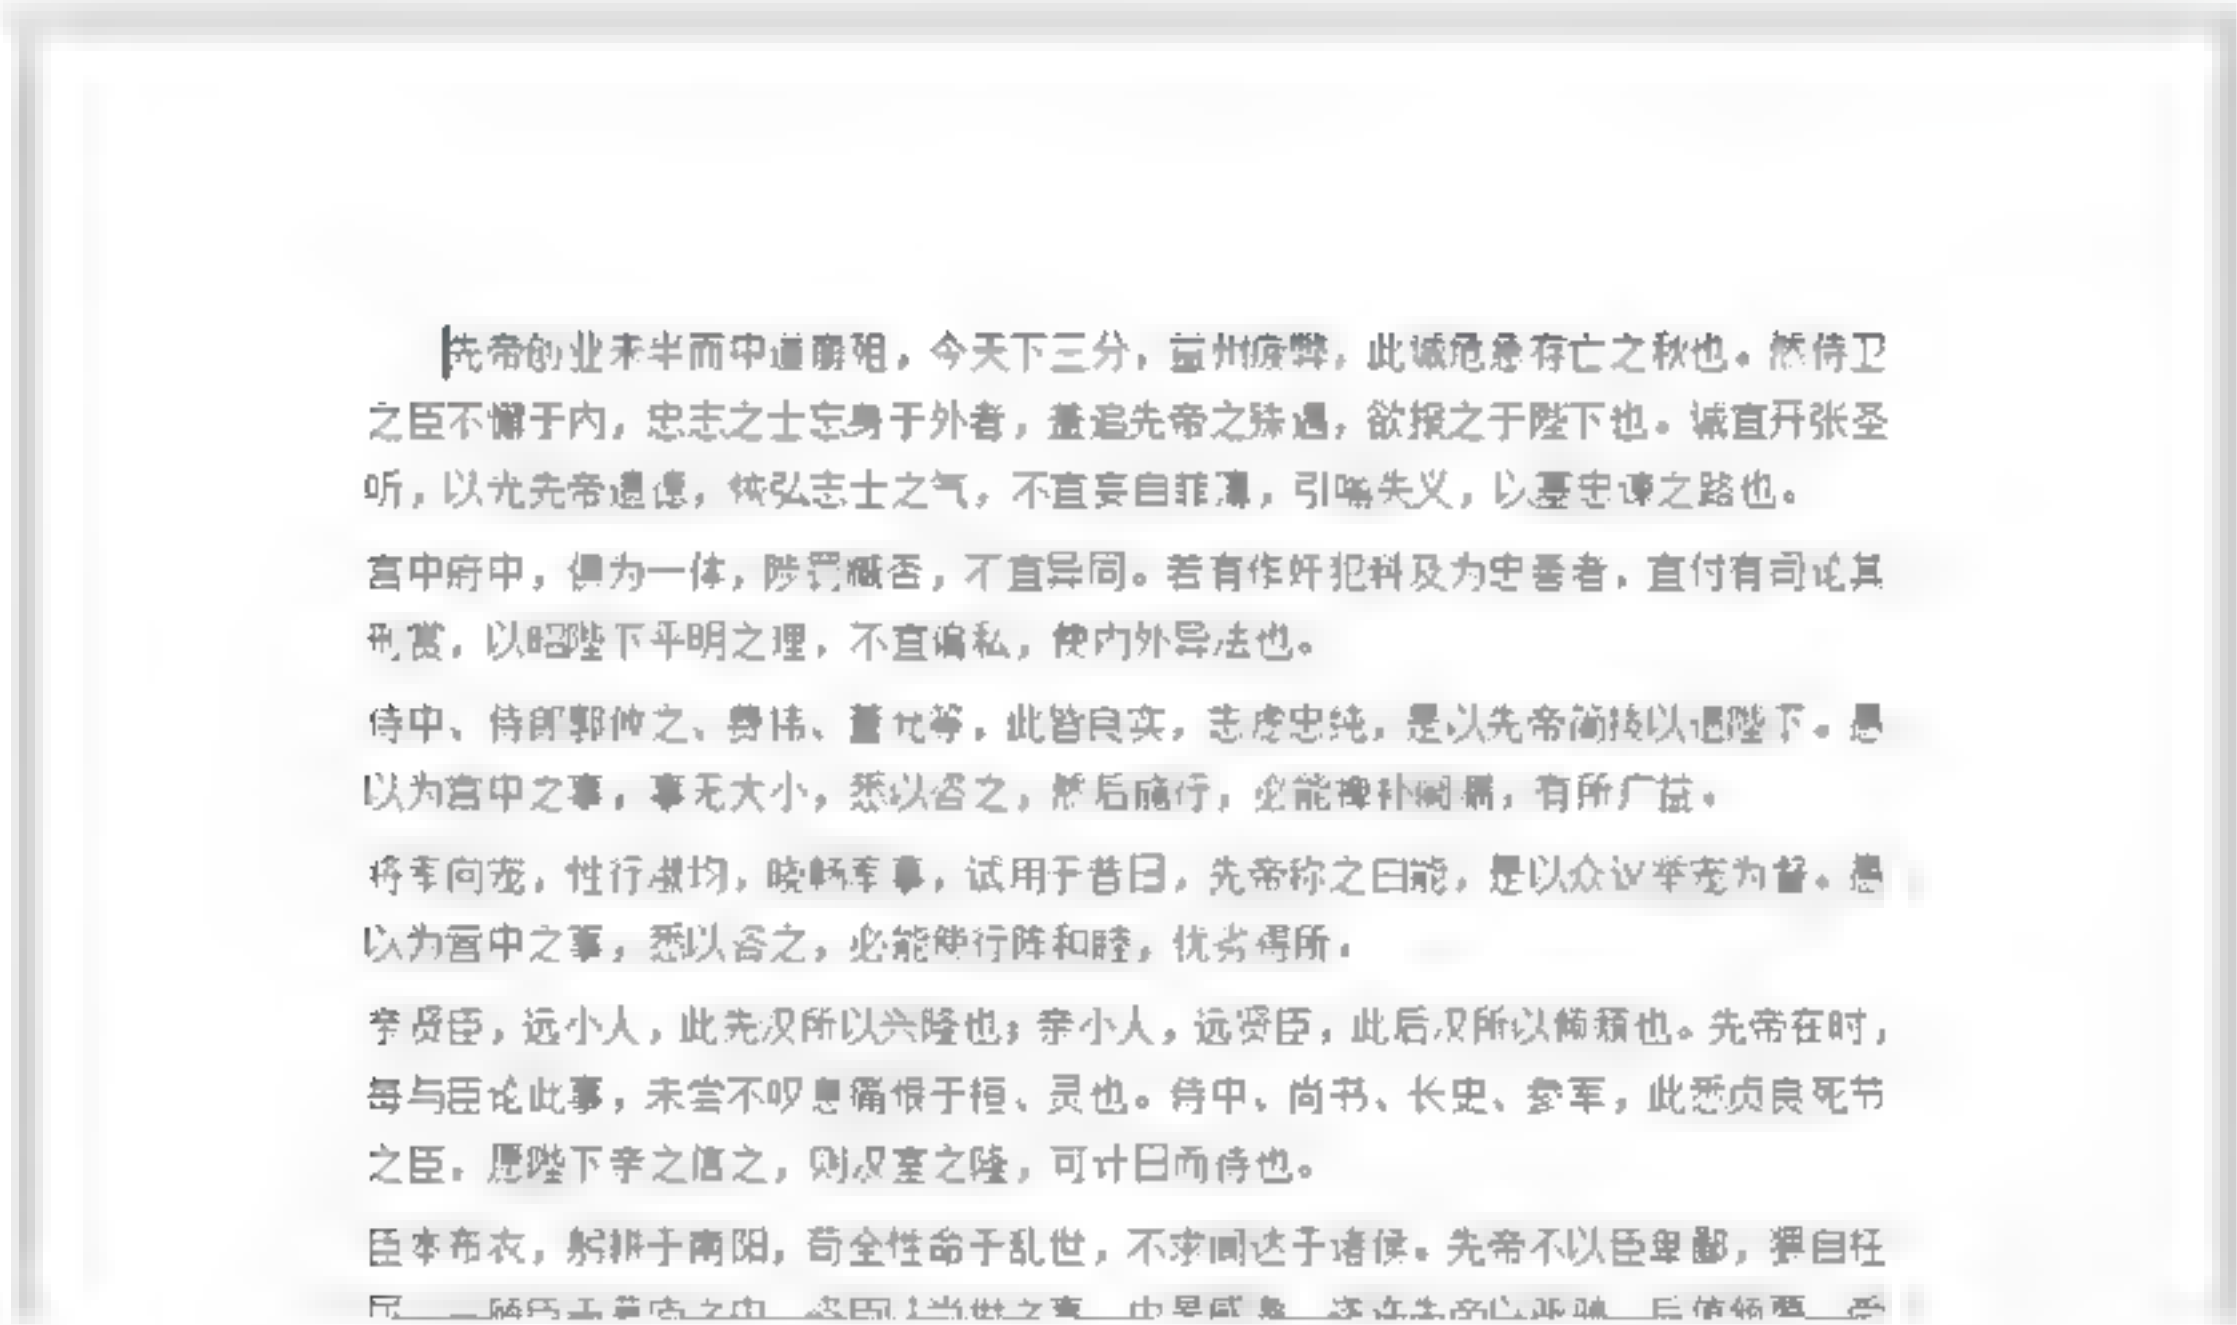 先帝创业未半而中道崩殂，今天下三分，益州疲弊，此诚危急存亡之秋也。然侍卫
之臣不懈于内，忠志之士忘身于外者，盖追先帝之殊遇，欲报之于陛下也。诚宜开张圣
听，以光先帝遗德，恢弘志士之气，不宜妄自菲薄，引喻失义，以塞忠谏之路也。
宫中府中，俱为一体，陟罚臧否，不宜异同。若有作奸犯科及为忠善者，宜付有司论其
刑赏，以昭陛下平明之理，不宜偏私，使内外异法也。
侍中、侍郎郭攸之、费祎、董允等，此皆良实，志虑忠纯，是以先帝简拔以遗陛下。愚
以为宫中之事，事无大小，悉以咨之，然后施行，必能裨补阙漏，有所广益。
将军向宠，性行淑均，晓畅军事，试用于昔日，先帝称之曰能，是以众议举宠为督。愚
以为营中之事，悉以咨之，必能使行阵和睦，优劣得所。
亲贤臣，远小人，此先汉所以兴隆也；亲小人，远贤臣，此后汉所以倾颓也。先帝在时，
每与臣论此事，未尝不叹息痛恨于桓、灵也。侍中、尚书、长史、参军，此悉贞良死节
之臣，愿陛下亲之信之，则汉室之隆，可计日而待也。
臣本布衣，躬耕于南阳，苟全性命于乱世，不求闻达于诸侯。先帝不以臣卑鄙，猥自枉